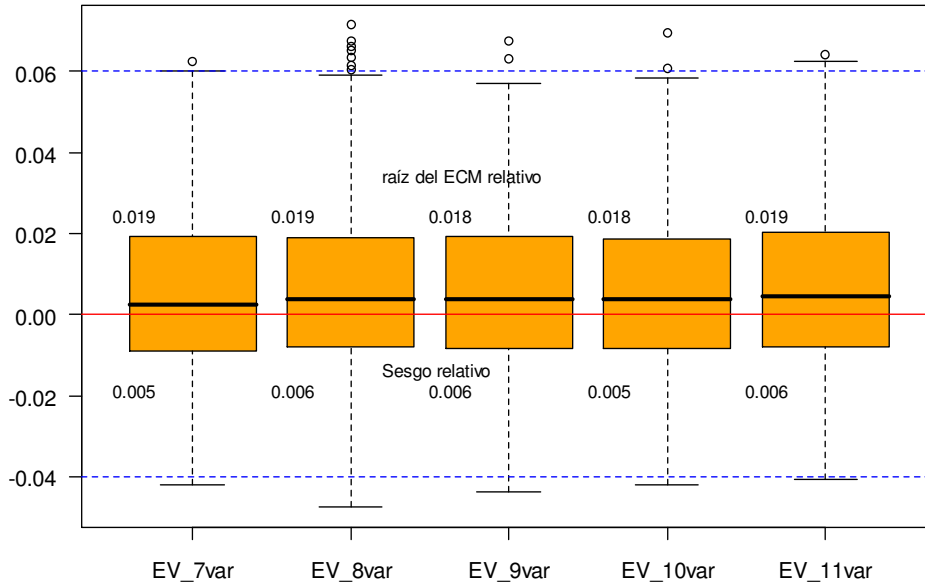 0.06
0.04
raíz del ECM relativo
0.019 0.019 0.018 0.018 0.019
0.02
0.00
Sesgo relativo
0.005 0.006 0.006 0.005 0.006
-0.02
-0.04
EV_7var EV_8var EV_9var EV_10var EV_11var